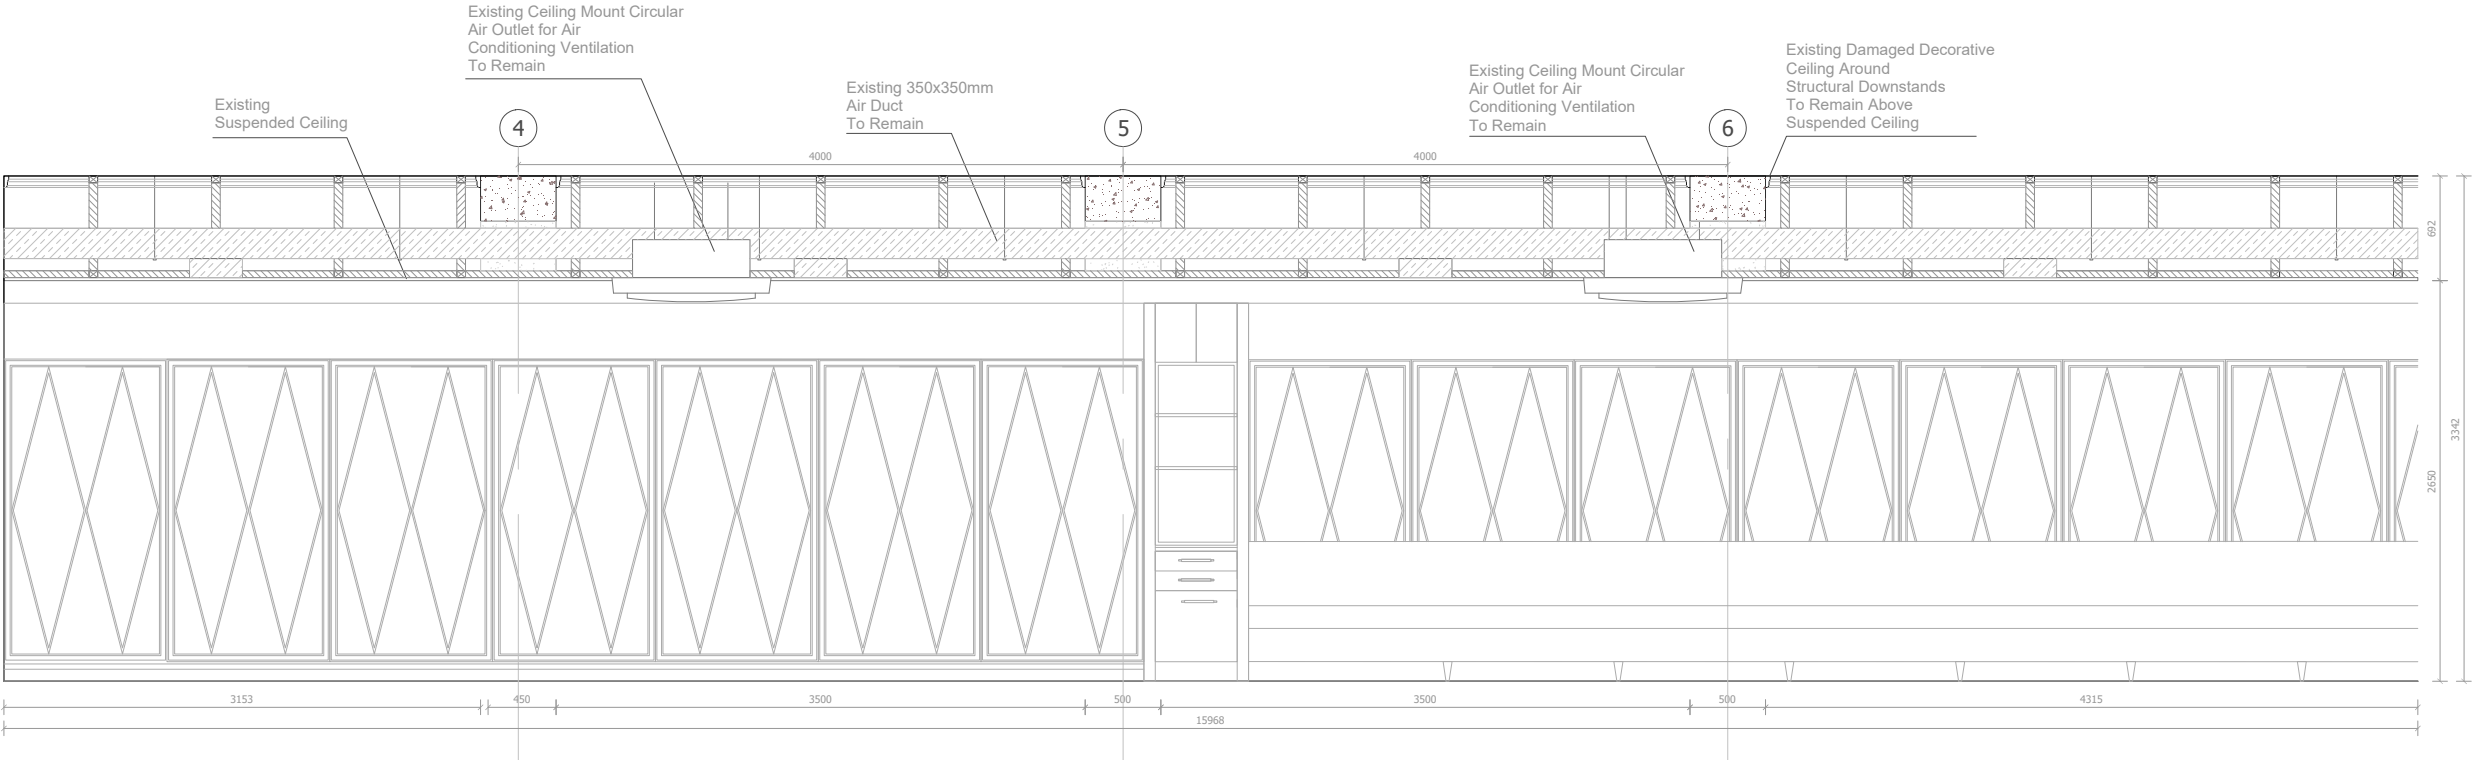 Existing Ceiling Mount Circular
Air Outlet for Air
Conditioning Ventilation
To Remain
Existing Damaged Decorative
Ceiling Around
Structural Downstands
To Remain Above
Suspended Ceiling
Existing Ceiling Mount Circular
Air Outlet for Air
Conditioning Ventilation
To Remain
Existing 350x350mm
Air Duct
To Remain
Existing
Suspended Ceiling
4
5
6
4000
4000
692
3342
2650
3153
450
3500
500
3500
500
4315
15968